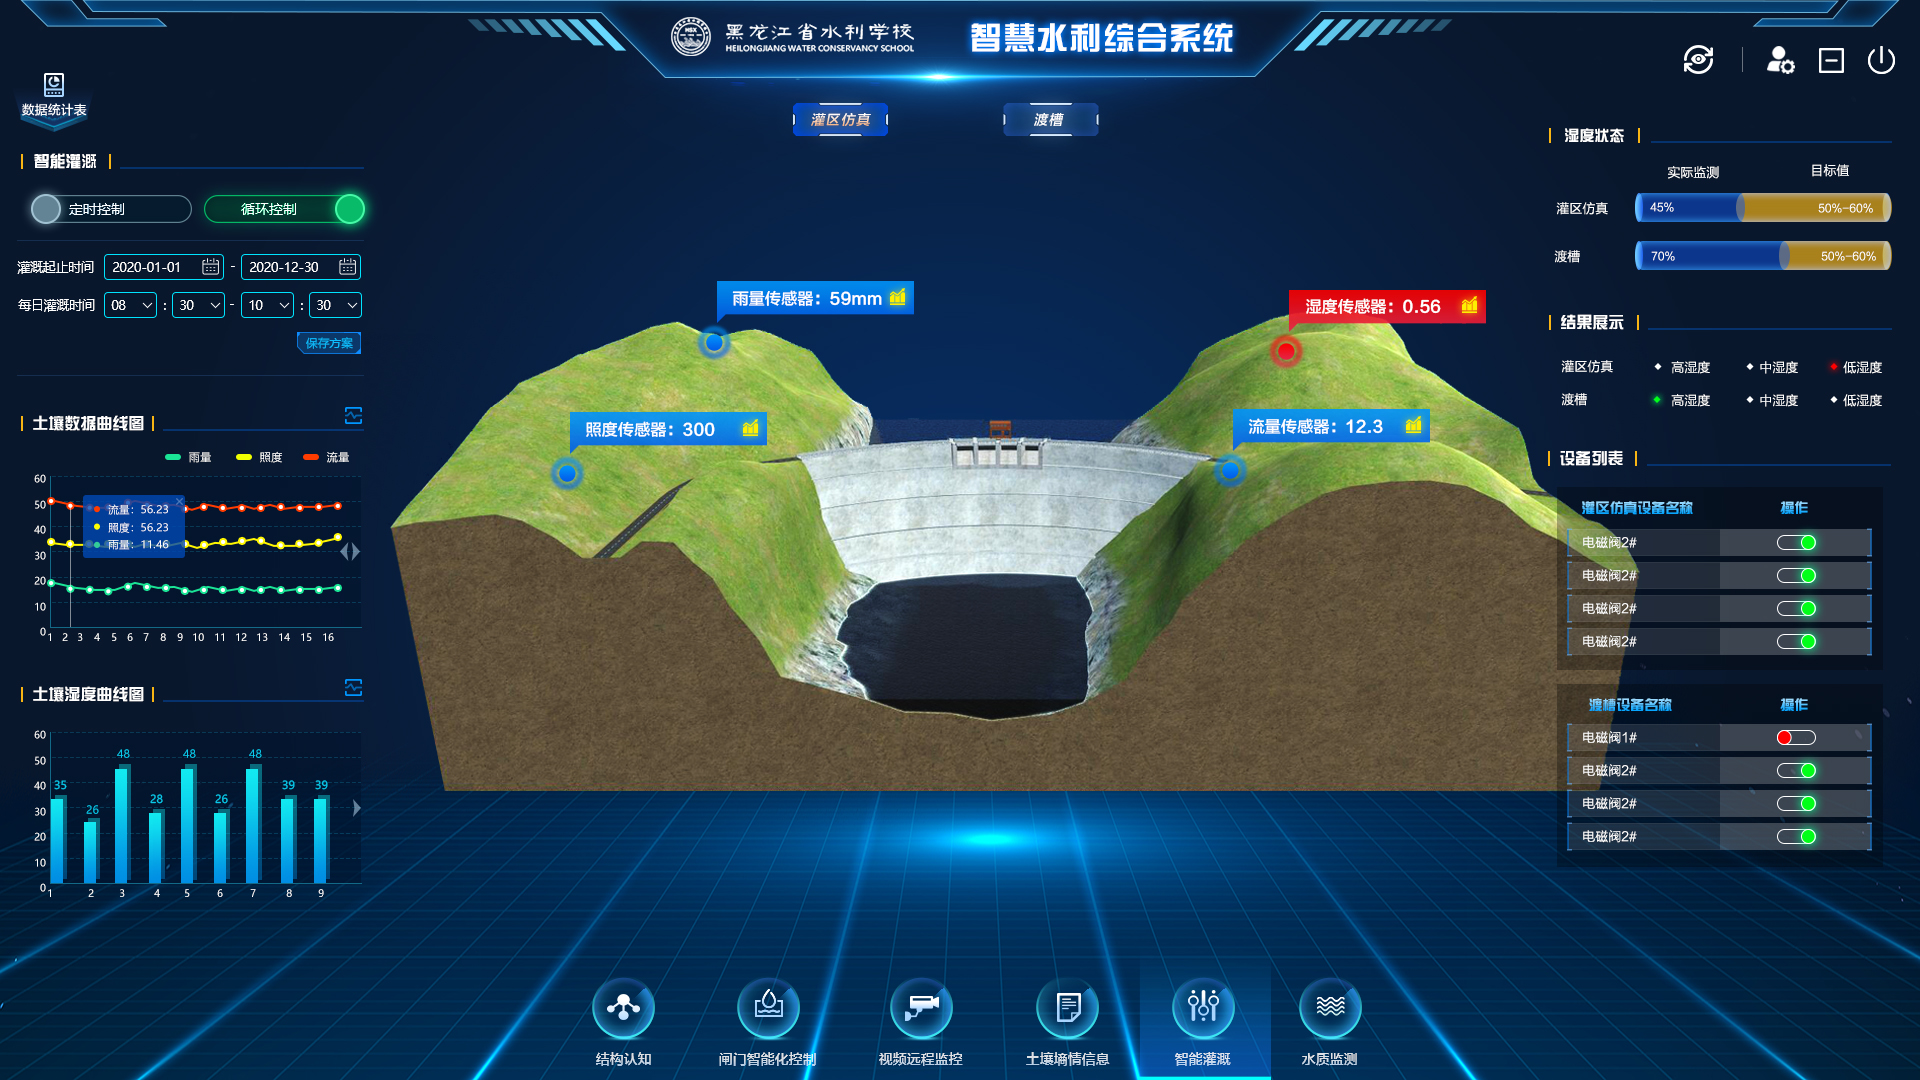 黑龙江省水利学校
HEILONGJIANG WATER CONSERVANCY SCHOOL
HSX
智慧水利综合系统
数据统计表
灌区仿真
渡槽
智能灌溉
定时控制
循环控制
灌溉起止时间 2020-01-01 - 2020-12-30
每日灌溉时间 08 : 30 - 10 : 30
保存方案
土壤数据曲线图
雨量 照度 流量
60
50
40
30
20
10
0
流量: 56.23
照度: 56.23
雨量: 11.46
1 2 3 4 5 6 7 8 9 10 11 12 13 14 15 16
土壤湿度曲线图
60
50
40
30
20
10
0
35 26 48 28 48 26 48 39 39
1 2 3 4 5 6 7 8 9
雨量传感器：59mm
湿度传感器：0.56
照度传感器：300
流量传感器：12.3
湿度状态
实际监测 目标值
灌区仿真 45% 50%-60%
渡槽 70% 50%-60%
结果展示
灌区仿真 高湿度 中湿度 低湿度
渡槽 高湿度 中湿度 低湿度
设备列表
灌区仿真设备名称 操作
电磁阀2#
电磁阀2#
电磁阀2#
电磁阀2#
渡槽设备名称 操作
电磁阀1#
电磁阀2#
电磁阀2#
电磁阀2#
结构认知
闸门智能化控制
视频远程监控
土壤墒情信息
智能灌溉
水质监测